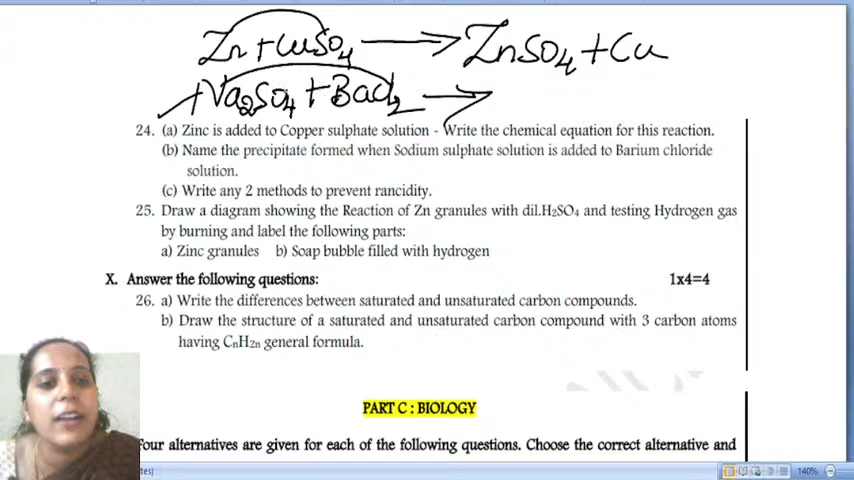 Zn + CuSO4 → ZnSO4 + Cu
Na2SO4 + BaCl2 →
24. (a) Zinc is added to Copper sulphate solution - Write the chemical equation for this reaction.
(b) Name the precipitate formed when Sodium sulphate solution is added to Barium chloride
solution.
(c) Write any 2 methods to prevent rancidity.
25. Draw a diagram showing the Reaction of Zn granules with dil.H2SO4 and testing Hydrogen gas
by burning and label the following parts:
a) Zinc granules b) Soap bubble filled with hydrogen
X. Answer the following questions: 1x4=4
26. a) Write the differences between saturated and unsaturated carbon compounds.
b) Draw the structure of a saturated and unsaturated carbon compound with 3 carbon atoms
having CnH2n general formula.
PART C : BIOLOGY
Four alternatives are given for each of the following questions. Choose the correct alternative and
140%